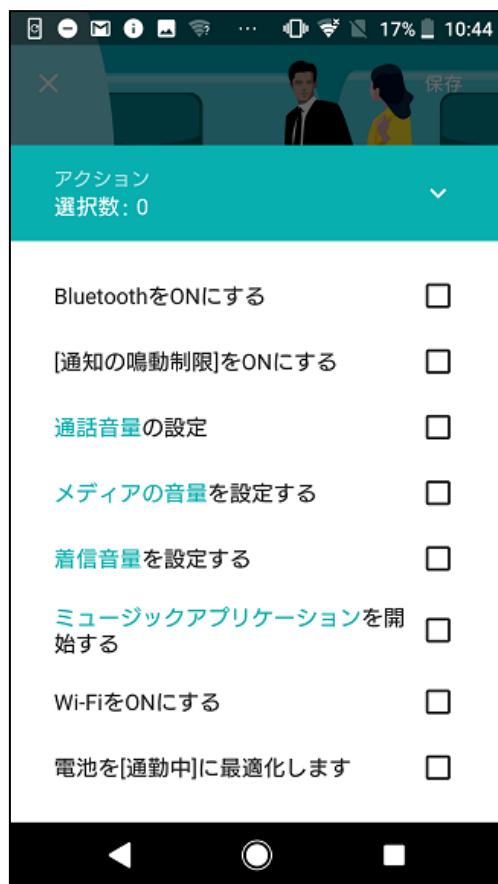 17% 10:44
保存
アクション
選択数: 0
BluetoothをONにする
[通知の鳴動制限]をONにする
通話音量の設定
メディアの音量を設定する
着信音量を設定する
ミュージックアプリケーションを開
始する
Wi-FiをONにする
電池を[通勤中]に最適化します